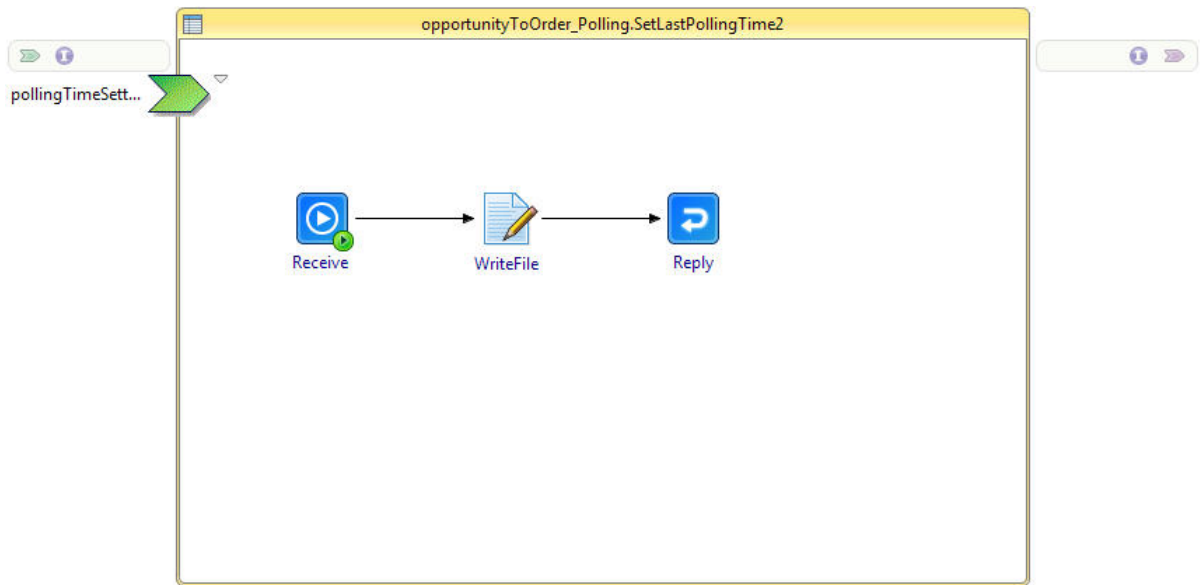 opportunityToOrder_Polling.SetLastPollingTime2
pollingTimeSett...
Receive
WriteFile
Reply